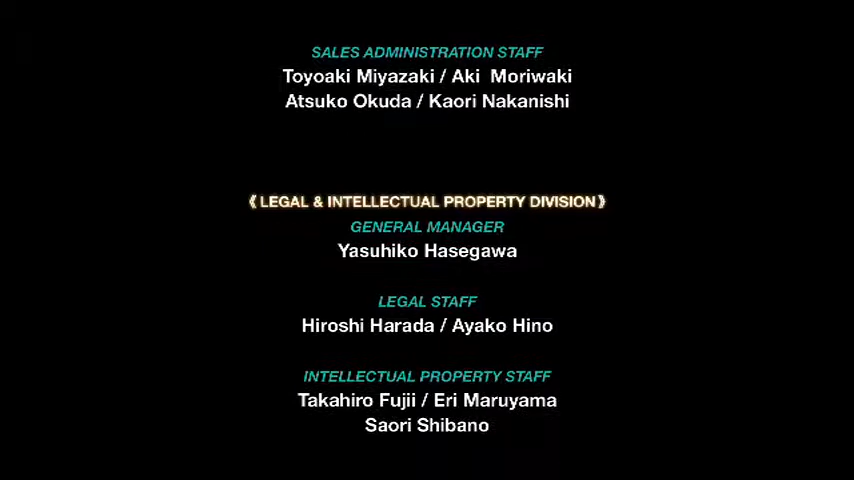 SALES ADMINISTRATION STAFF
Toyoaki Miyazaki / Aki  Moriwaki
Atsuko Okuda / Kaori Nakanishi
《LEGAL & INTELLECTUAL PROPERTY DIVISION》
GENERAL MANAGER
Yasuhiko Hasegawa
LEGAL STAFF
Hiroshi Harada / Ayako Hino
INTELLECTUAL PROPERTY STAFF
Takahiro Fujii / Eri Maruyama
Saori Shibano